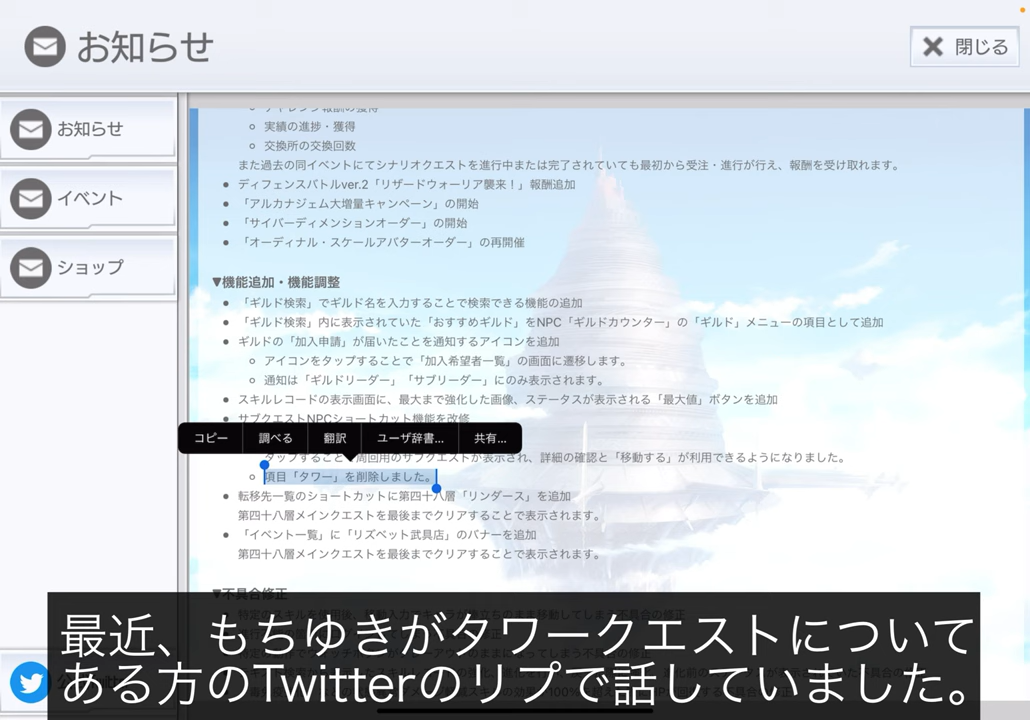 お知らせ
閉じる
お知らせ
イベント
ショップ
実績の進捗・獲得
交換所の交換回数
また過去の同イベントにてシナリオクエストを進行中または完了されていても最初から受注・進行が行え、報酬を受け取れます。
ディフェンスバトルver.2「リザードウォーリア襲来!」報酬追加
「アルカナジェム大増量キャンペーン」の開始
「サイバーディメンションオーダー」の開始
「オーディナル・スケールアバターオーダー」の再開催
▼機能追加・機能調整
「ギルド検索」でギルド名を入力することで検索できる機能の追加
「ギルド検索」内に表示されていた「おすすめギルド」をNPC「ギルドカウンター」の「ギルド」メニューの項目として追加
ギルドの「加入申請」が届いたことを通知するアイコンを追加
アイコンをタップすることで「加入希望者一覧」の画面に遷移します。
通知は「ギルドリーダー」「サブリーダー」にのみ表示されます。
スキルレコードの表示画面に、最大まで強化した画像、ステータスが表示される「最大値」ボタンを追加
サブクエストNPCショートカット機能を改修
コピー 調べる 翻訳 ユーザ辞書... 共有...
タップすること 周回用のサブクエストが表示され、詳細の確認と「移動する」が利用できるようになりました。
項目「タワー」を削除しました。
転移先一覧のショートカットに第四十八層「リンダース」を追加
第四十八層メインクエストを最後までクリアすることで表示されます。
「イベント一覧」に「リズベット武具店」のバナーを追加
第四十八層メインクエストを最後までクリアすることで表示されます。
▼不具合修正
最近、もちゆきがタワークエストについて
ある方のTwitterのリプで話していました。